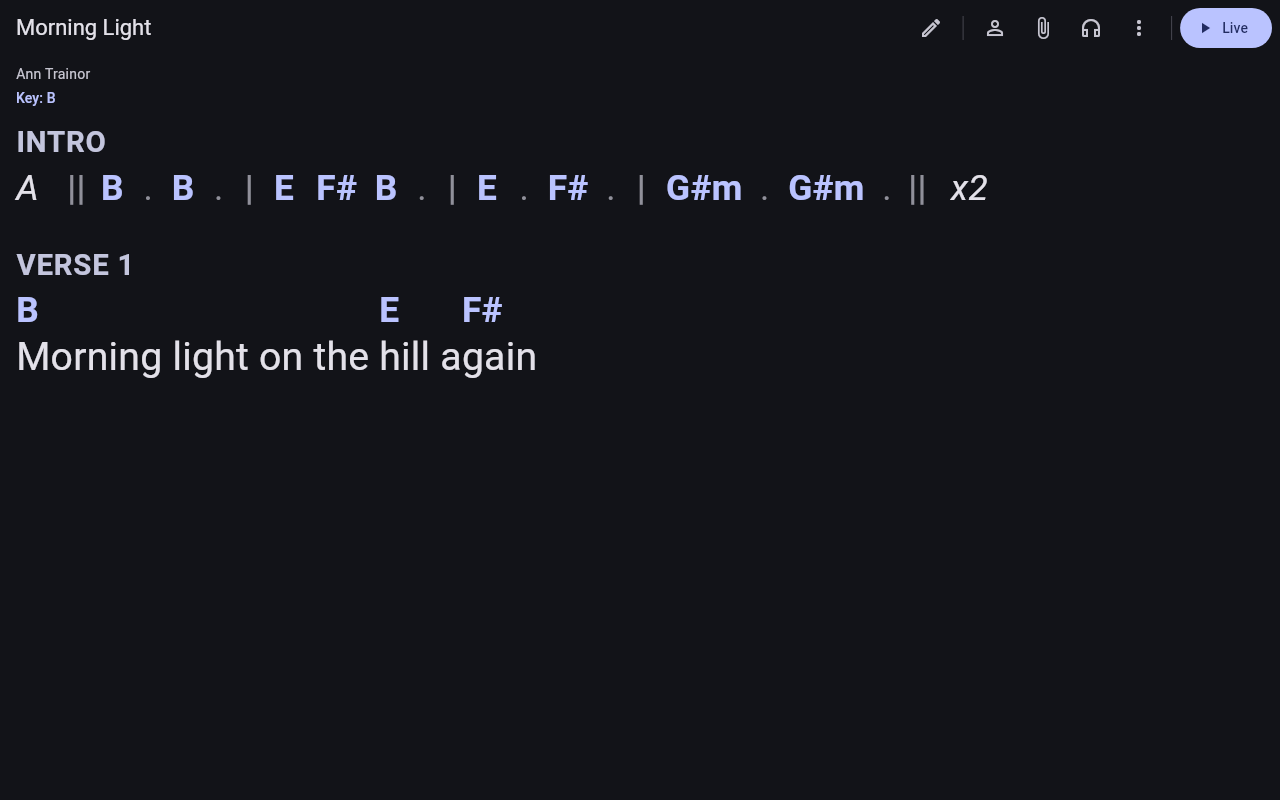 Morning Light
Live
Ann Trainor
Key: B
INTRO
A || B . B . | E F# B . | E . F# . | G#m . G#m . || x2
VERSE 1
B E F#
Morning light on the hill again